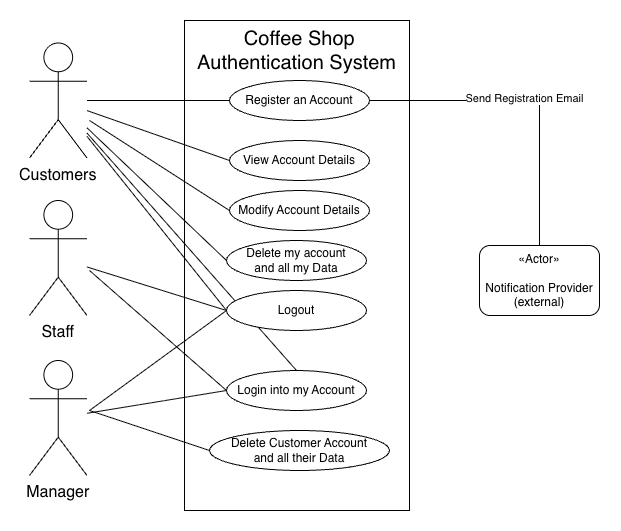 Coffee Shop
Authentication System
Register an Account
Send Registration Email
View Account Details
Customers
Modify Account Details
Delete my account
and all my Data
«Actor»
Notification Provider
(external)
Logout
Staff
Login into my Account
Delete Customer Account
and all their Data
Manager